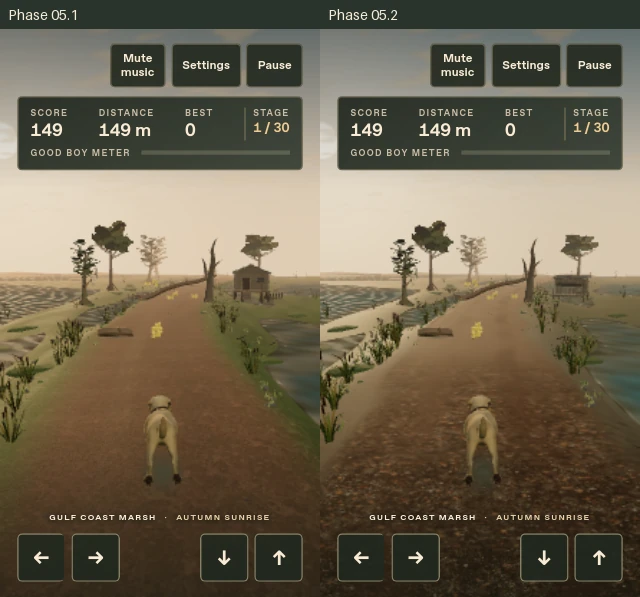 Phase 05.1
Mute music
Settings
Pause
SCORE DISTANCE BEST STAGE
149 149 m 0 1 / 30
GOOD BOY METER
GULF COAST MARSH · AUTUMN SUNRISE
← → ↓ ↑
Phase 05.2
Mute music
Settings
Pause
SCORE DISTANCE BEST STAGE
149 149 m 0 1 / 30
GOOD BOY METER
GULF COAST MARSH · AUTUMN SUNRISE
← → ↓ ↑